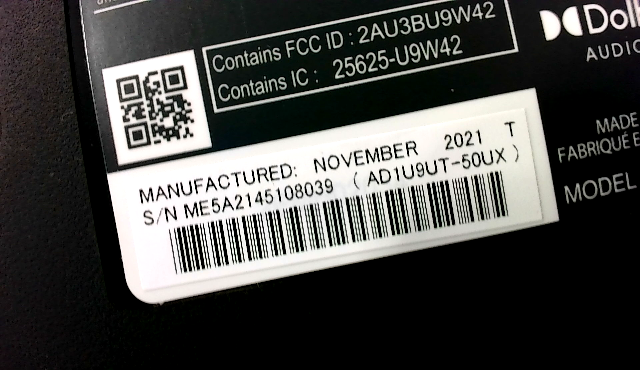 Contains FCC ID : 2AU3BU9W42
Contains IC : 25625-U9W42
AUDIO
MADE
FABRIQUÉ E
MODEL
MANUFACTURED: NOVEMBER 2021 T
S/N ME5A2145108039 ( AD1U9UT-50UX )